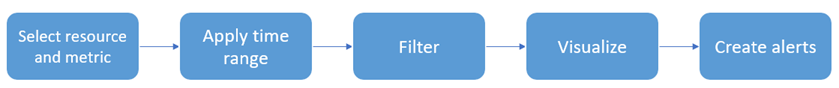 Select resource
and metric
Apply time
range
Filter
Visualize
Create alerts